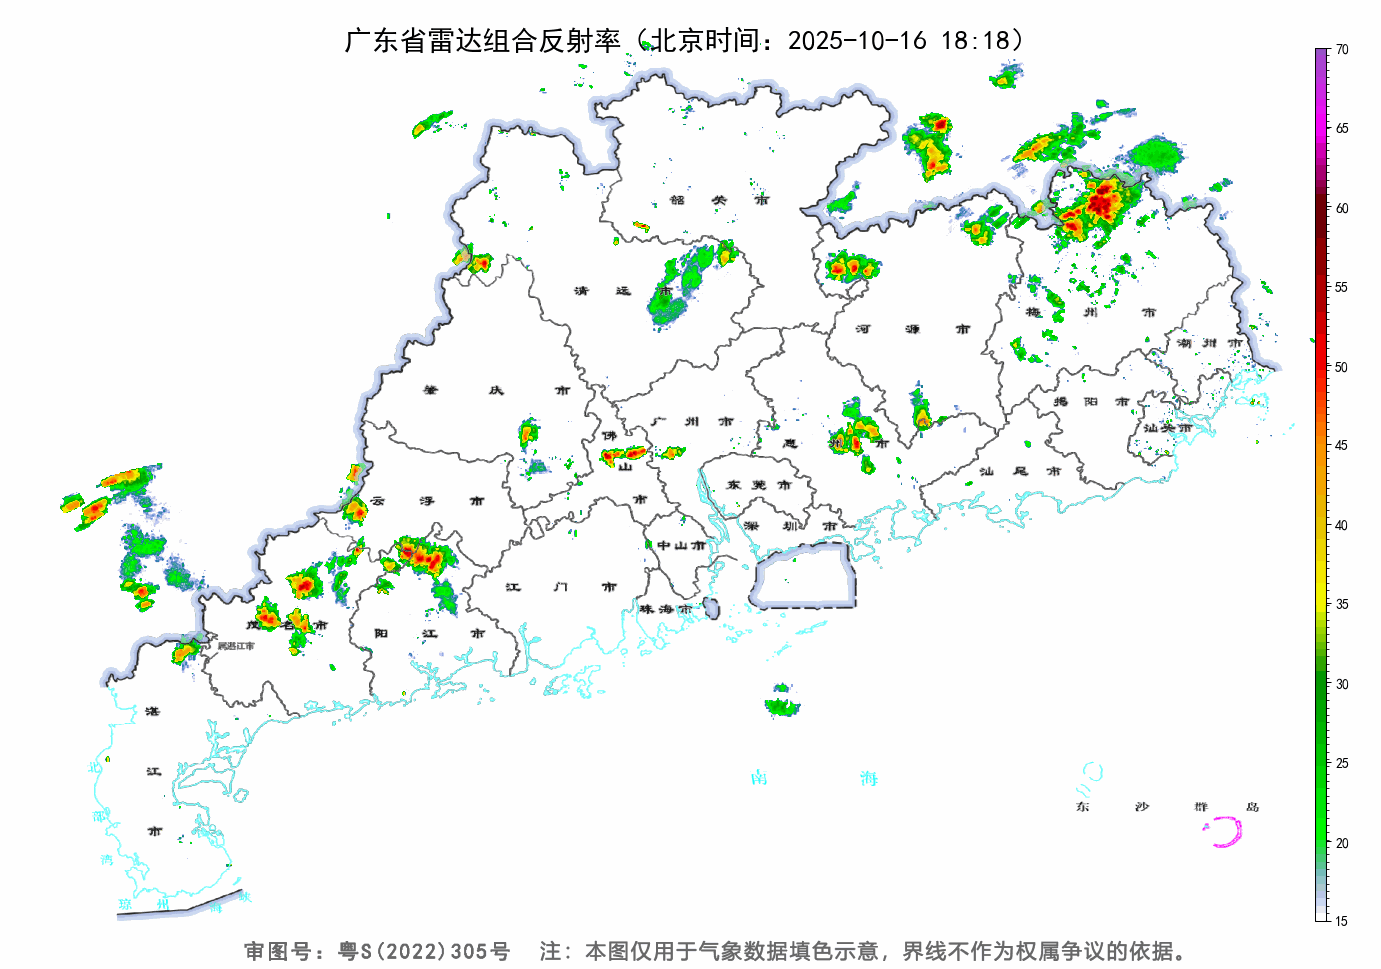 广东省雷达组合反射率（北京时间：2025-10-16 18:18）
70
65
60
55
50
45
40
35
30
25
20
15
韶 关 市
清 远 市
河 源 市
梅 州 市
潮 州 市
肇 庆 市
广 州 市
佛 山 市
惠 州 市
揭 阳 市
汕头市
汕 尾 市
云 浮 市
东 莞 市
深 圳 市
中山市
江 门 市
珠海市
茂 名 市
阳 江 市
属湛江市
湛 江 市
北 部 湾
琼 州 海 峡
南 海
东 沙 群 岛
审图号：粤S(2022)305号 注：本图仅用于气象数据填色示意，界线不作为权属争议的依据。